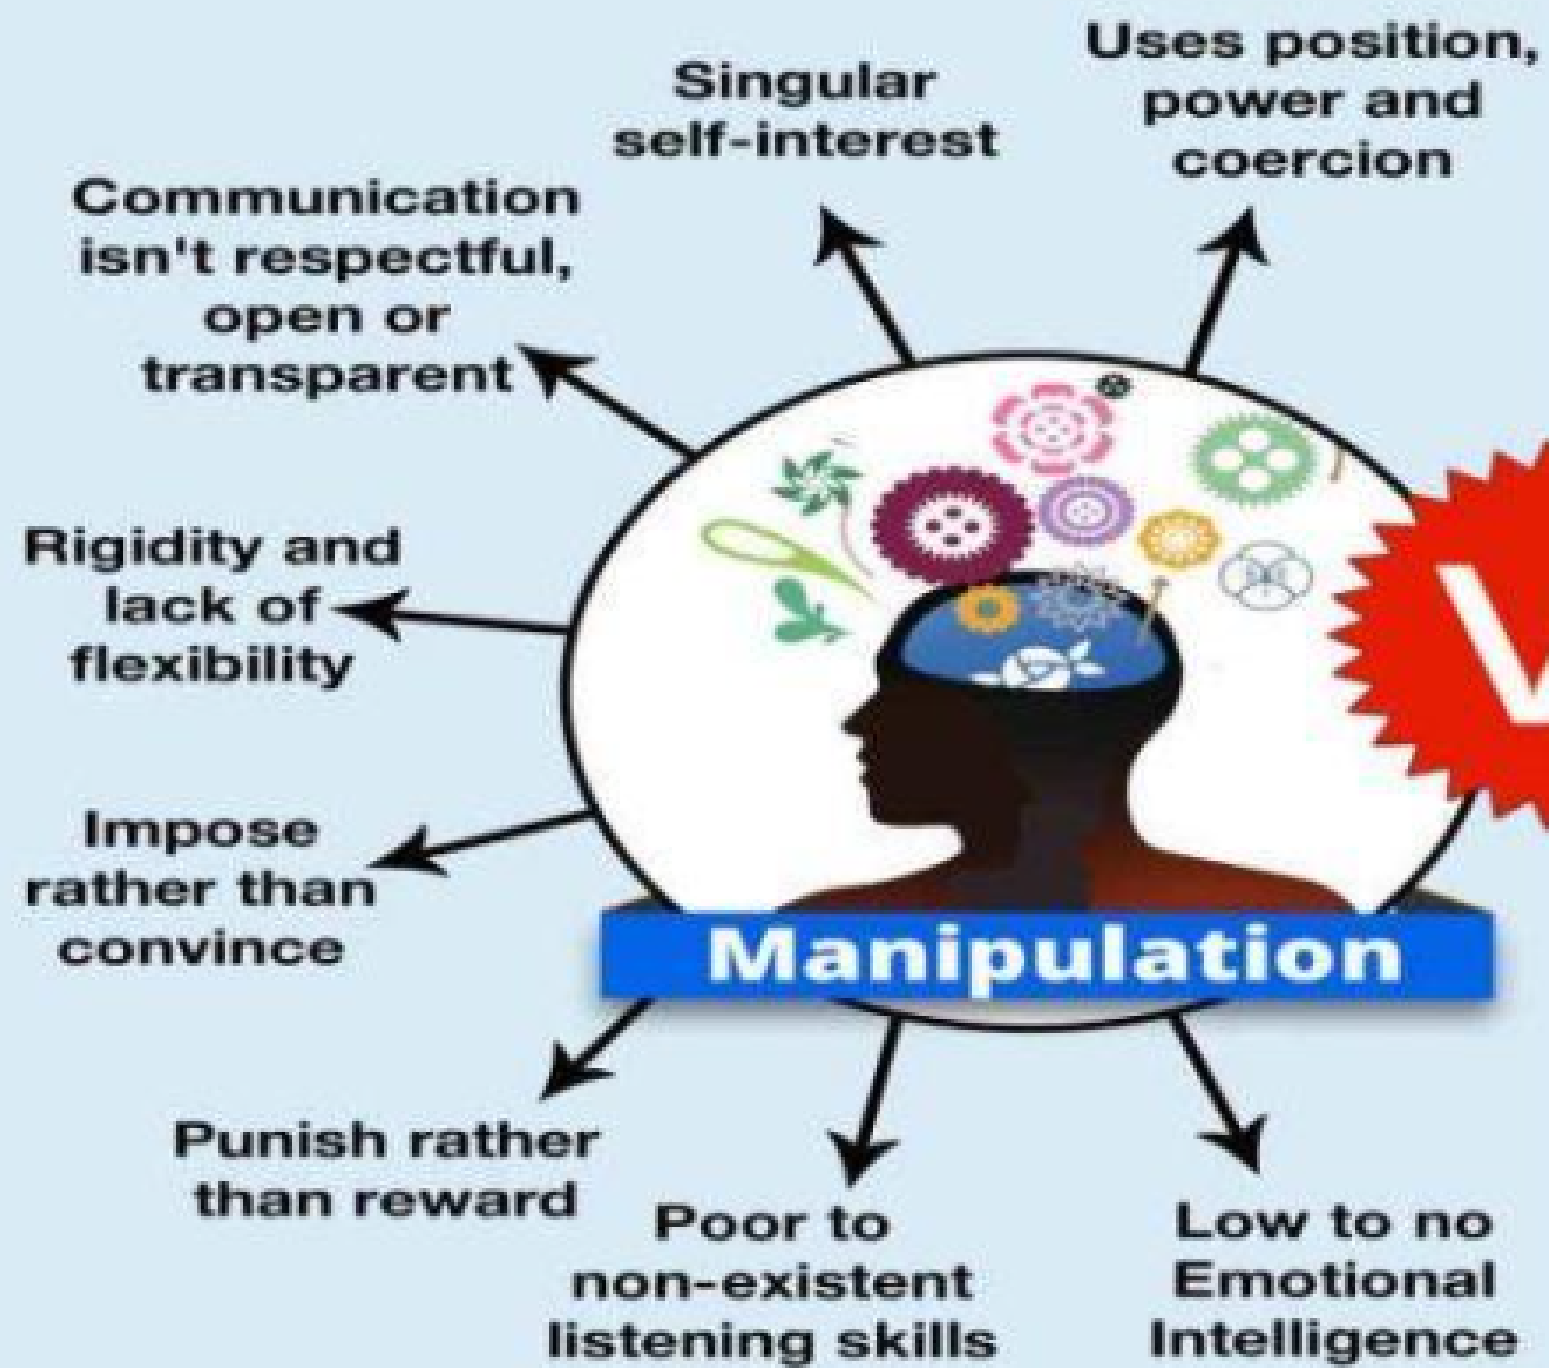 Uses position,
power and
coercion
Singular
self-interest
Communication
isn't respectful,
open or
transparent
Rigidity and
lack of
flexibility
Impose
rather than
convince
Manipulation
Punish rather
than reward
Poor to
non-existent
listening skills
Low to no
Emotional
Intelligence